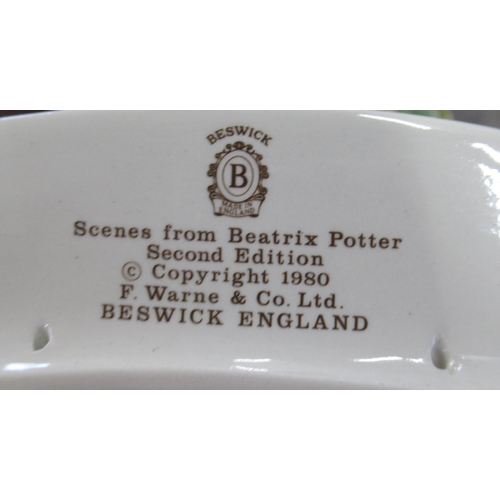 BESWICK
B
MADE IN
ENGLAND
Scenes from Beatrix Potter
Second Edition
© Copyright 1980
F. Warne & Co. Ltd.
BESWICK ENGLAND